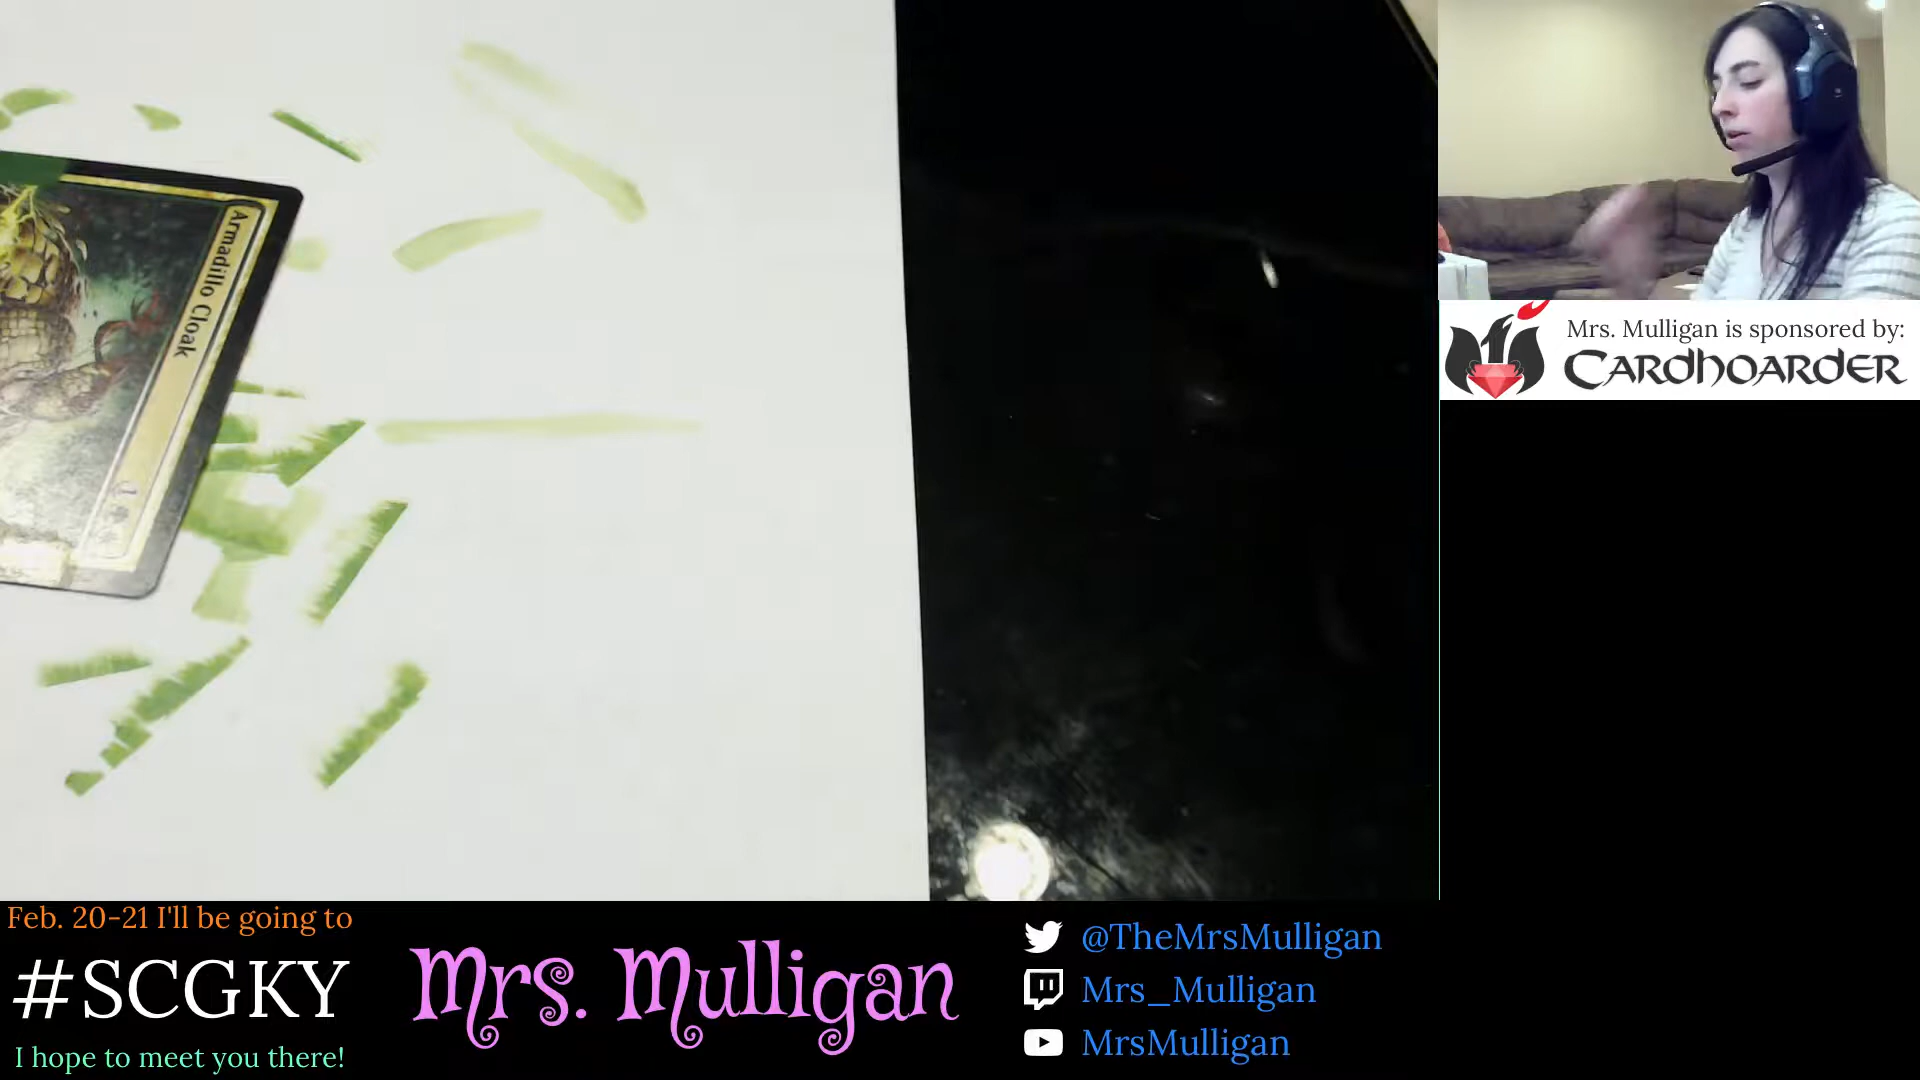 Armadillo Cloak
Mrs. Mulligan is sponsored by:
CARDHOARDER
Feb. 20-21 I'll be going to
#SCGKY
I hope to meet you there!
Mrs. Mulligan
@TheMrsMulligan
Mrs_Mulligan
MrsMulligan